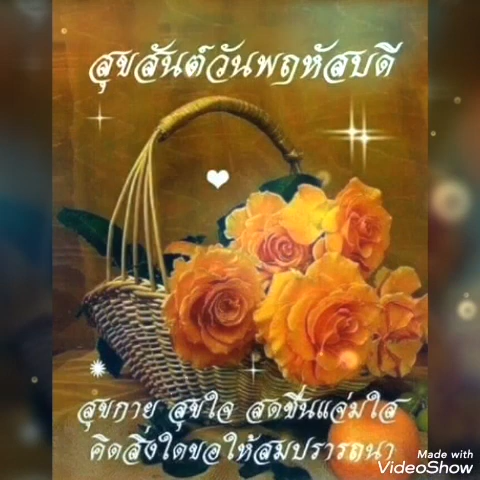 สุขสันต์วันพฤหัสบดี
สุขกาย สุขใจ สดชื่นแจ่มใส
คิดสิ่งใดขอให้สมปรารถนา
Made with
VideoShow